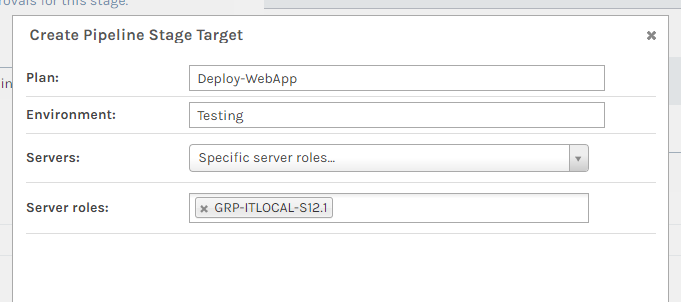 rovals for this stage.
Create Pipeline Stage Target
in
Plan: Deploy-WebApp
Environment: Testing
Servers: Specific server roles...
Server roles: GRP-ITLOCAL-S12.1